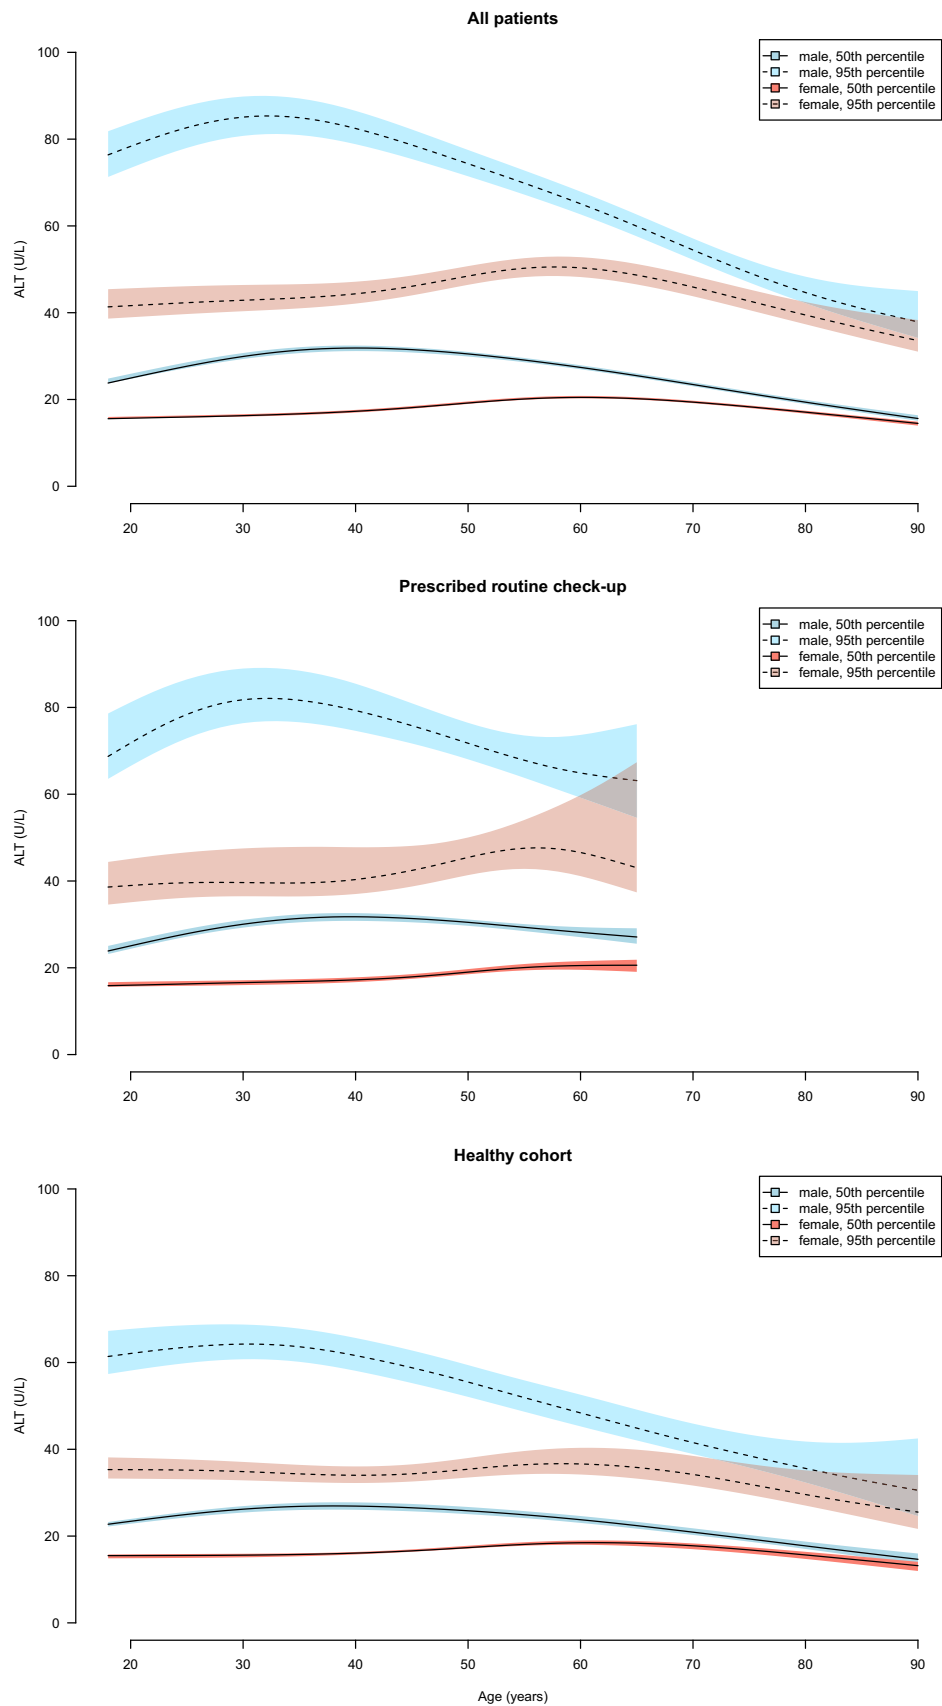 All patients
male, 50th percentile
male, 95th percentile
female, 50th percentile
female, 95th percentile
100
80
60
40
20
0
ALT (U/L)
20 30 40 50 60 70 80 90
Prescribed routine check-up
male, 50th percentile
male, 95th percentile
female, 50th percentile
female, 95th percentile
100
80
60
40
20
0
ALT (U/L)
20 30 40 50 60 70 80 90
Healthy cohort
male, 50th percentile
male, 95th percentile
female, 50th percentile
female, 95th percentile
100
80
60
40
20
0
ALT (U/L)
20 30 40 50 60 70 80 90
Age (years)